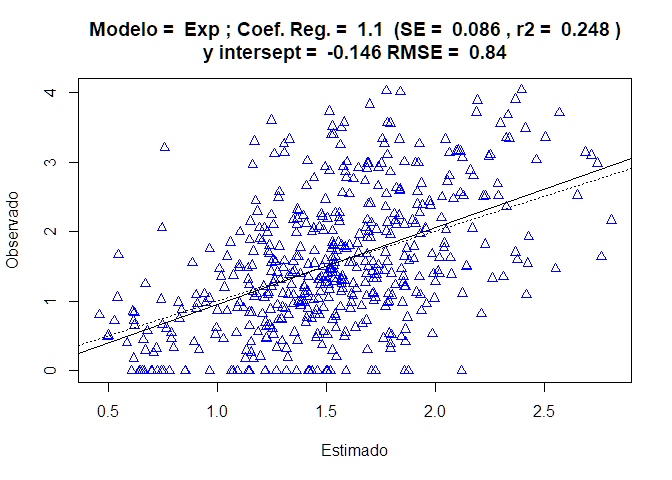 Modelo = Exp ; Coef. Reg. = 1.1 (SE = 0.086 , r2 = 0.248 )
y intersept = -0.146 RMSE = 0.84
4
3
2
1
0
Observado
0.5 1.0 1.5 2.0 2.5
Estimado